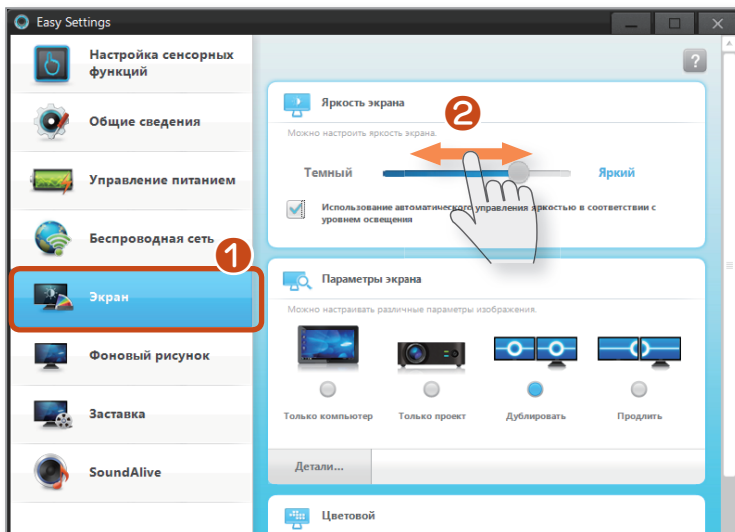 Easy Settings
Настройка сенсорных
функций
Общие сведения
Управление питанием
Беспроводная сеть
1
Экран
Фоновый рисунок
Заставка
SoundAlive
?
Яркость экрана
2
Можно настроить яркость экрана.
Темный
Яркий
Использование автоматического управления яркостью в соответствии с
уровнем освещения
Параметры экрана
Можно настраивать различные параметры изображения.
Только компьютер
Только проект
Дублировать
Продлить
Детали...
Цветовой